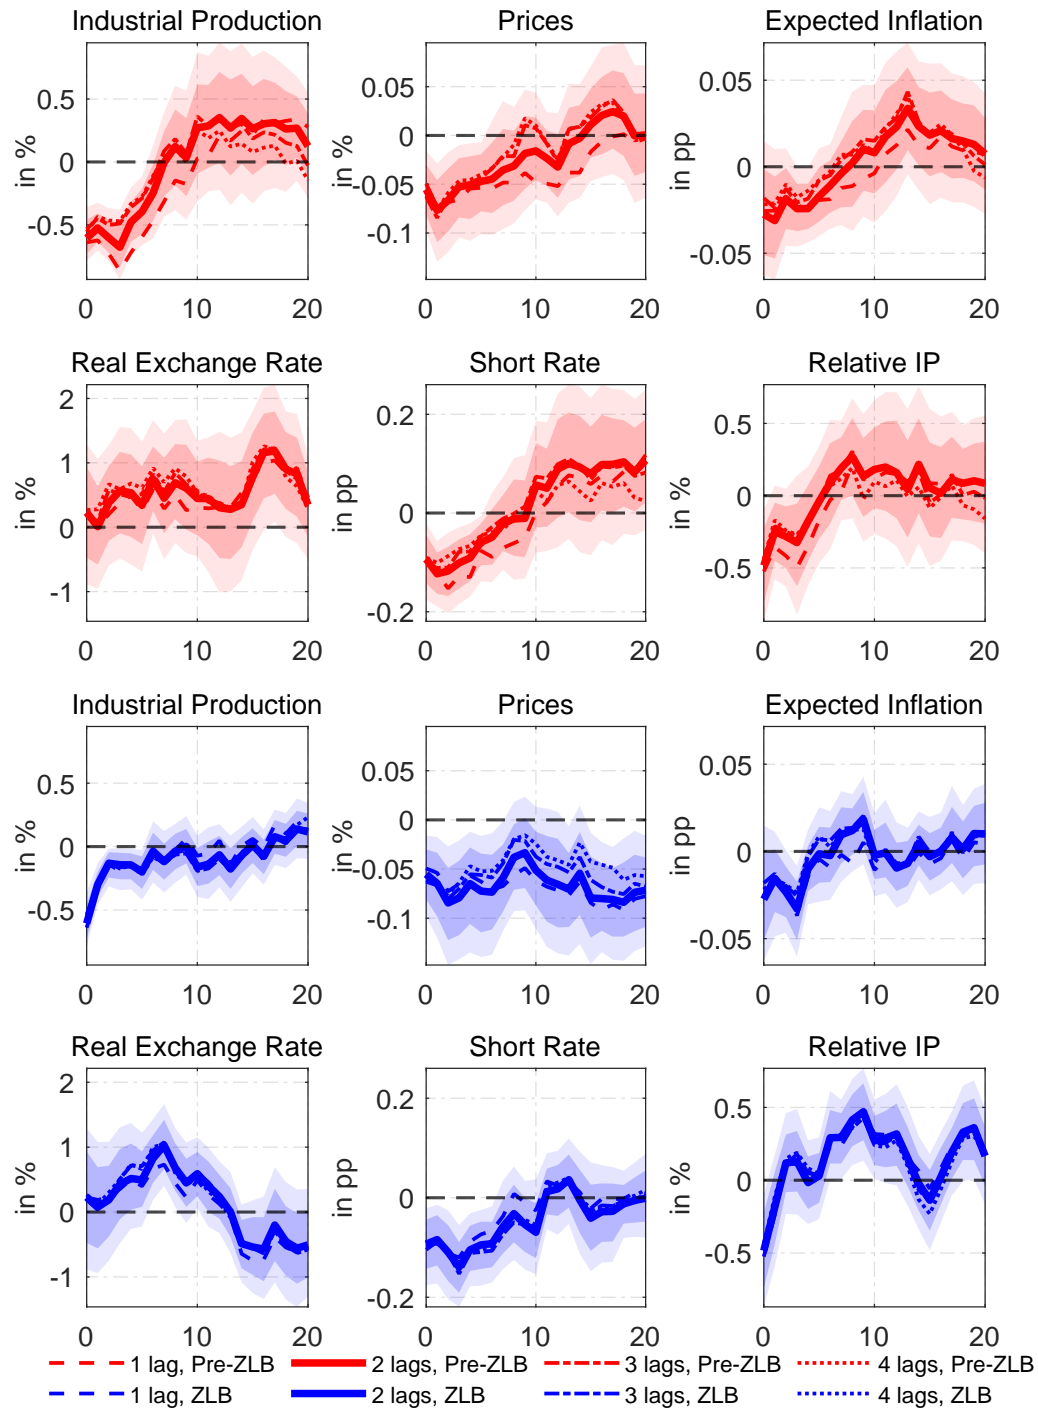 Industrial Production Prices Expected Inflation
in % 0.5 0 -0.5 0 10 20
in % 0.05 0 -0.05 -0.1 0 10 20
in pp 0.05 0 -0.05 0 10 20
Real Exchange Rate Short Rate Relative IP
in % 2 1 0 -1 0 10 20
in pp 0.2 0 -0.2 0 10 20
in % 0.5 0 -0.5 0 10 20
Industrial Production Prices Expected Inflation
in % 0.5 0 -0.5 0 10 20
in % 0.05 0 -0.05 -0.1 0 10 20
in pp 0.05 0 -0.05 0 10 20
Real Exchange Rate Short Rate Relative IP
in % 2 1 0 -1 0 10 20
in pp 0.2 0 -0.2 0 10 20
in % 0.5 0 -0.5 0 10 20
1 lag, Pre-ZLB 2 lags, Pre-ZLB 3 lags, Pre-ZLB 4 lags, Pre-ZLB
1 lag, ZLB 2 lags, ZLB 3 lags, ZLB 4 lags, ZLB